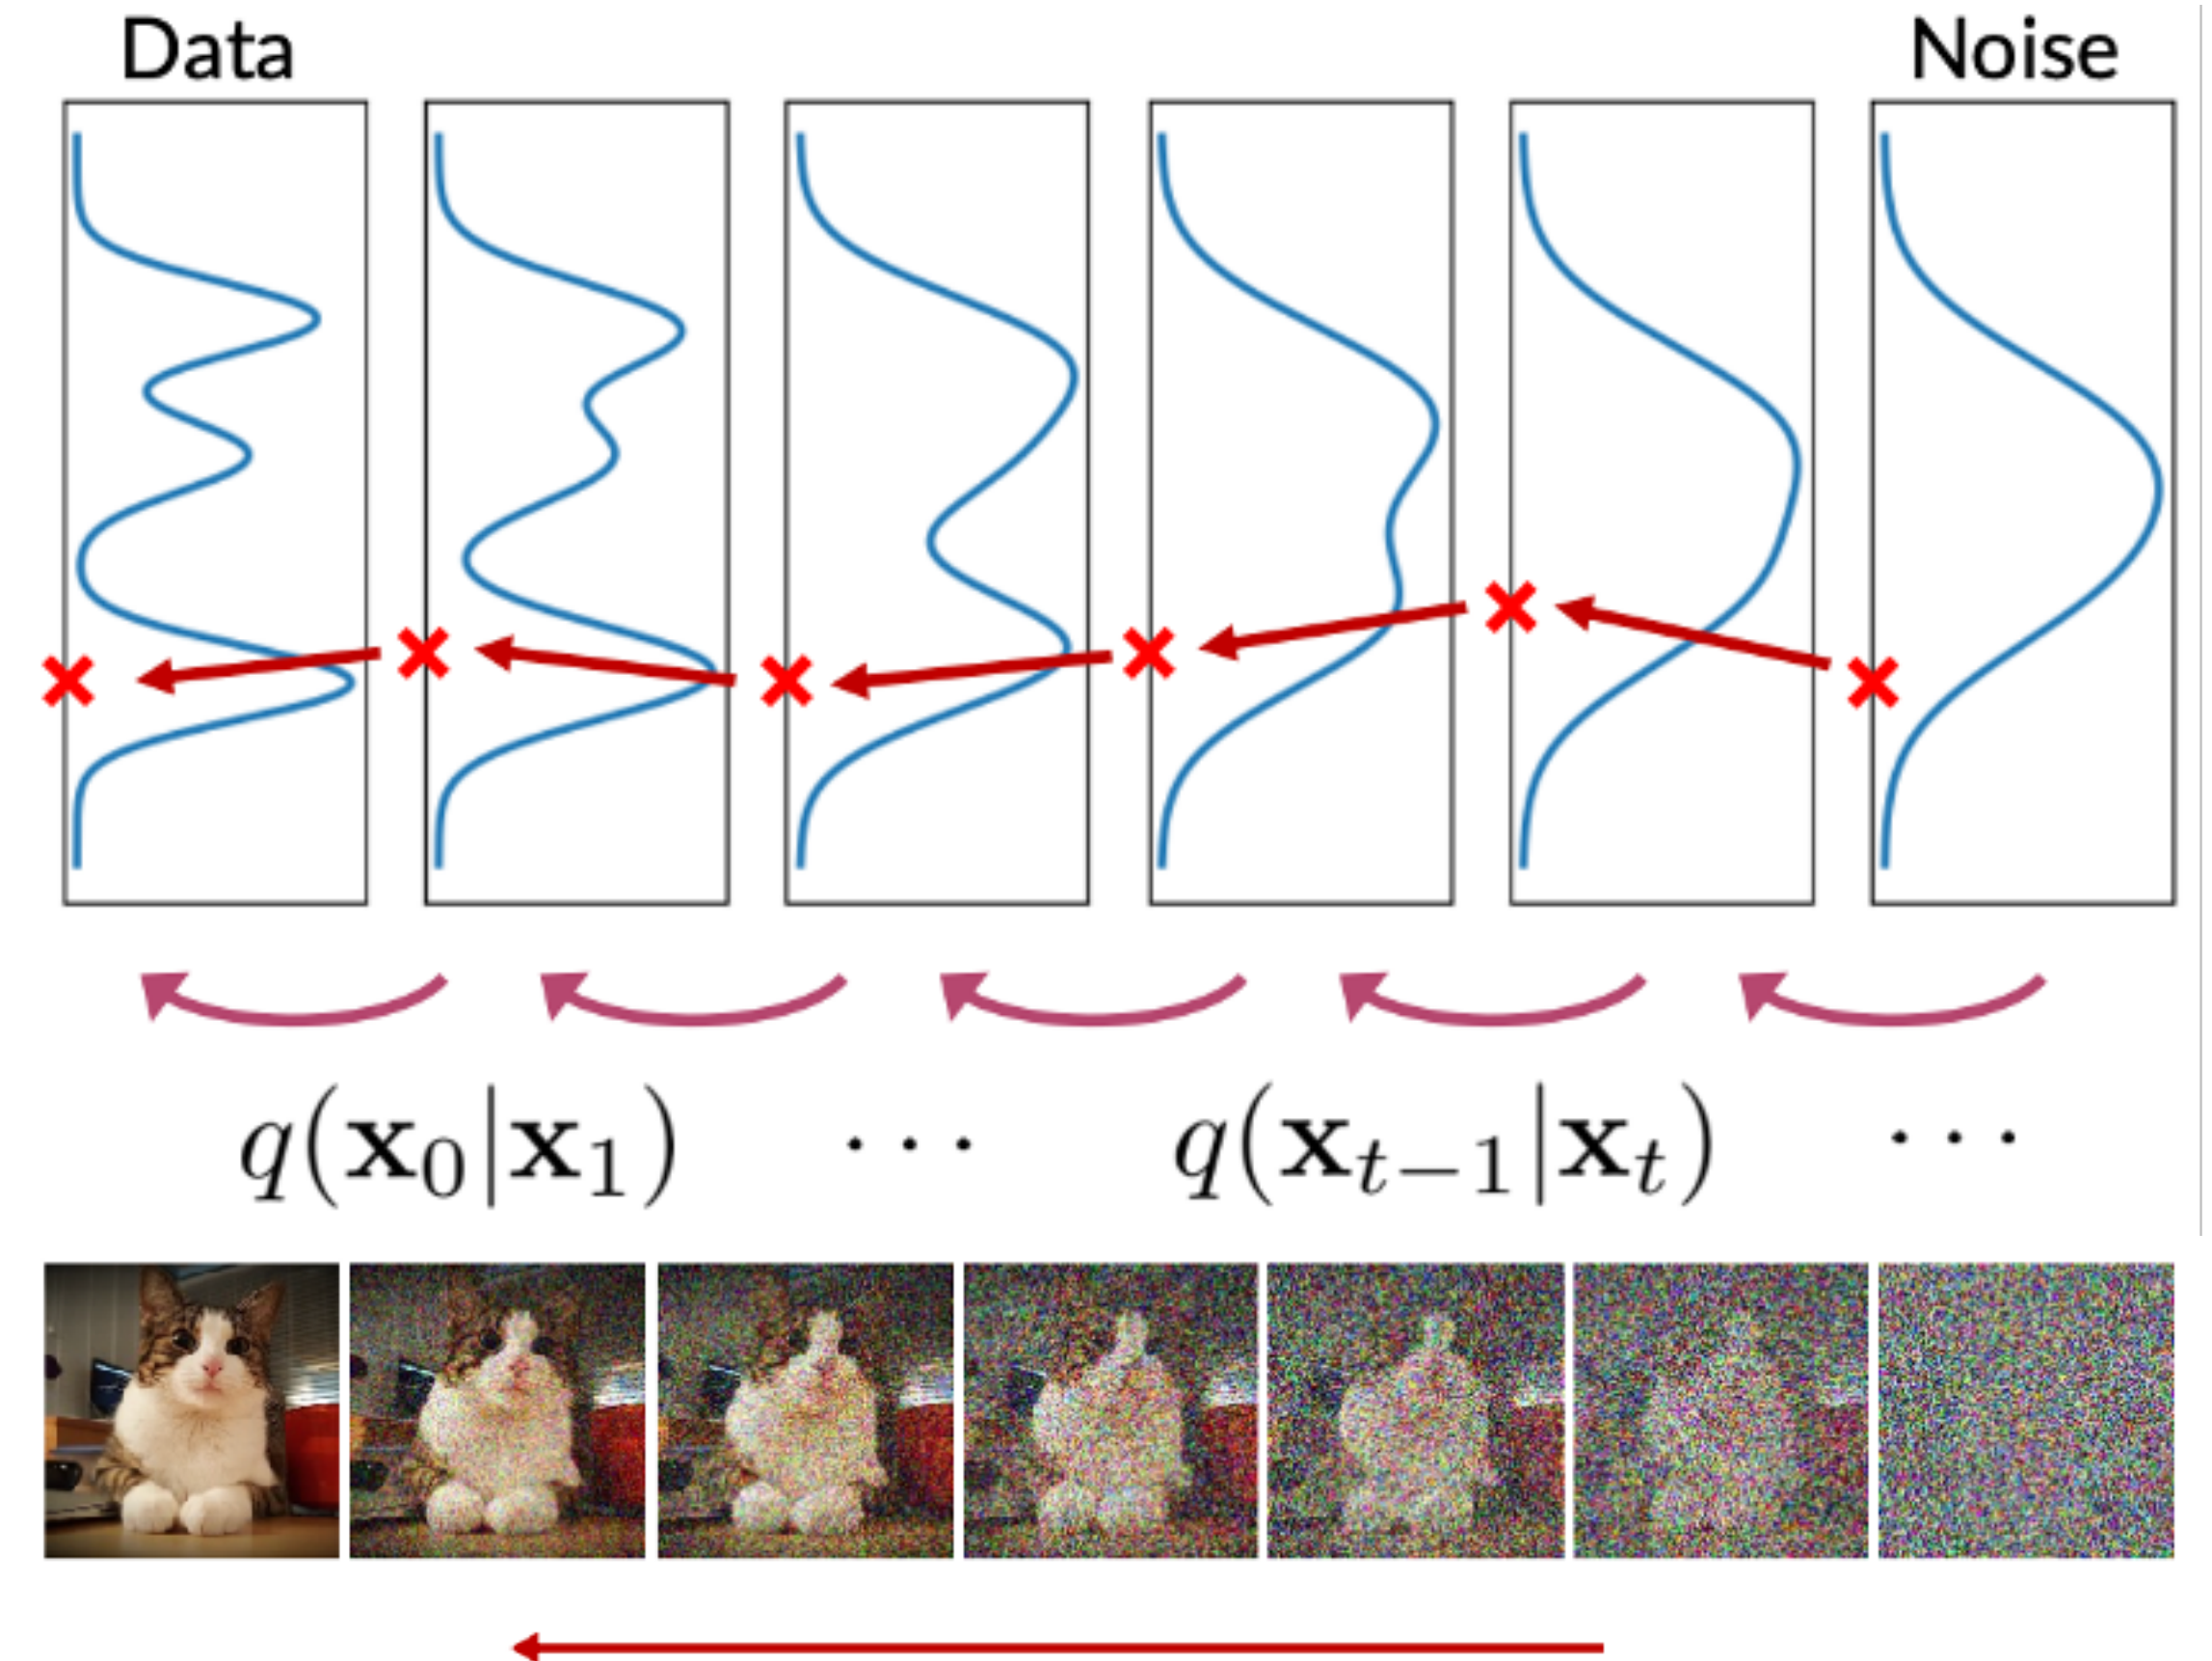 Data Noise
q(x₀|x₁) ··· q(xₜ₋₁|xₜ) ···